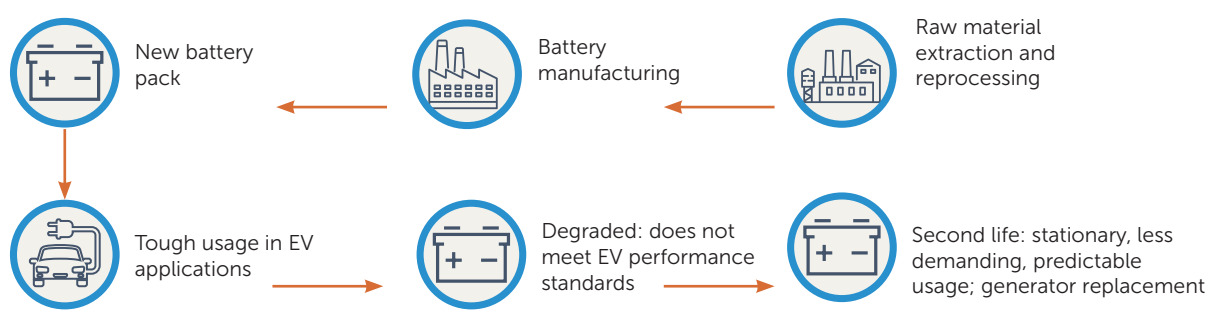 New battery
pack
Battery
manufacturing
Raw material
extraction and
reprocessing
Tough usage in EV
applications
Degraded: does not
meet EV performance
standards
Second life: stationary, less
demanding, predictable
usage; generator replacement